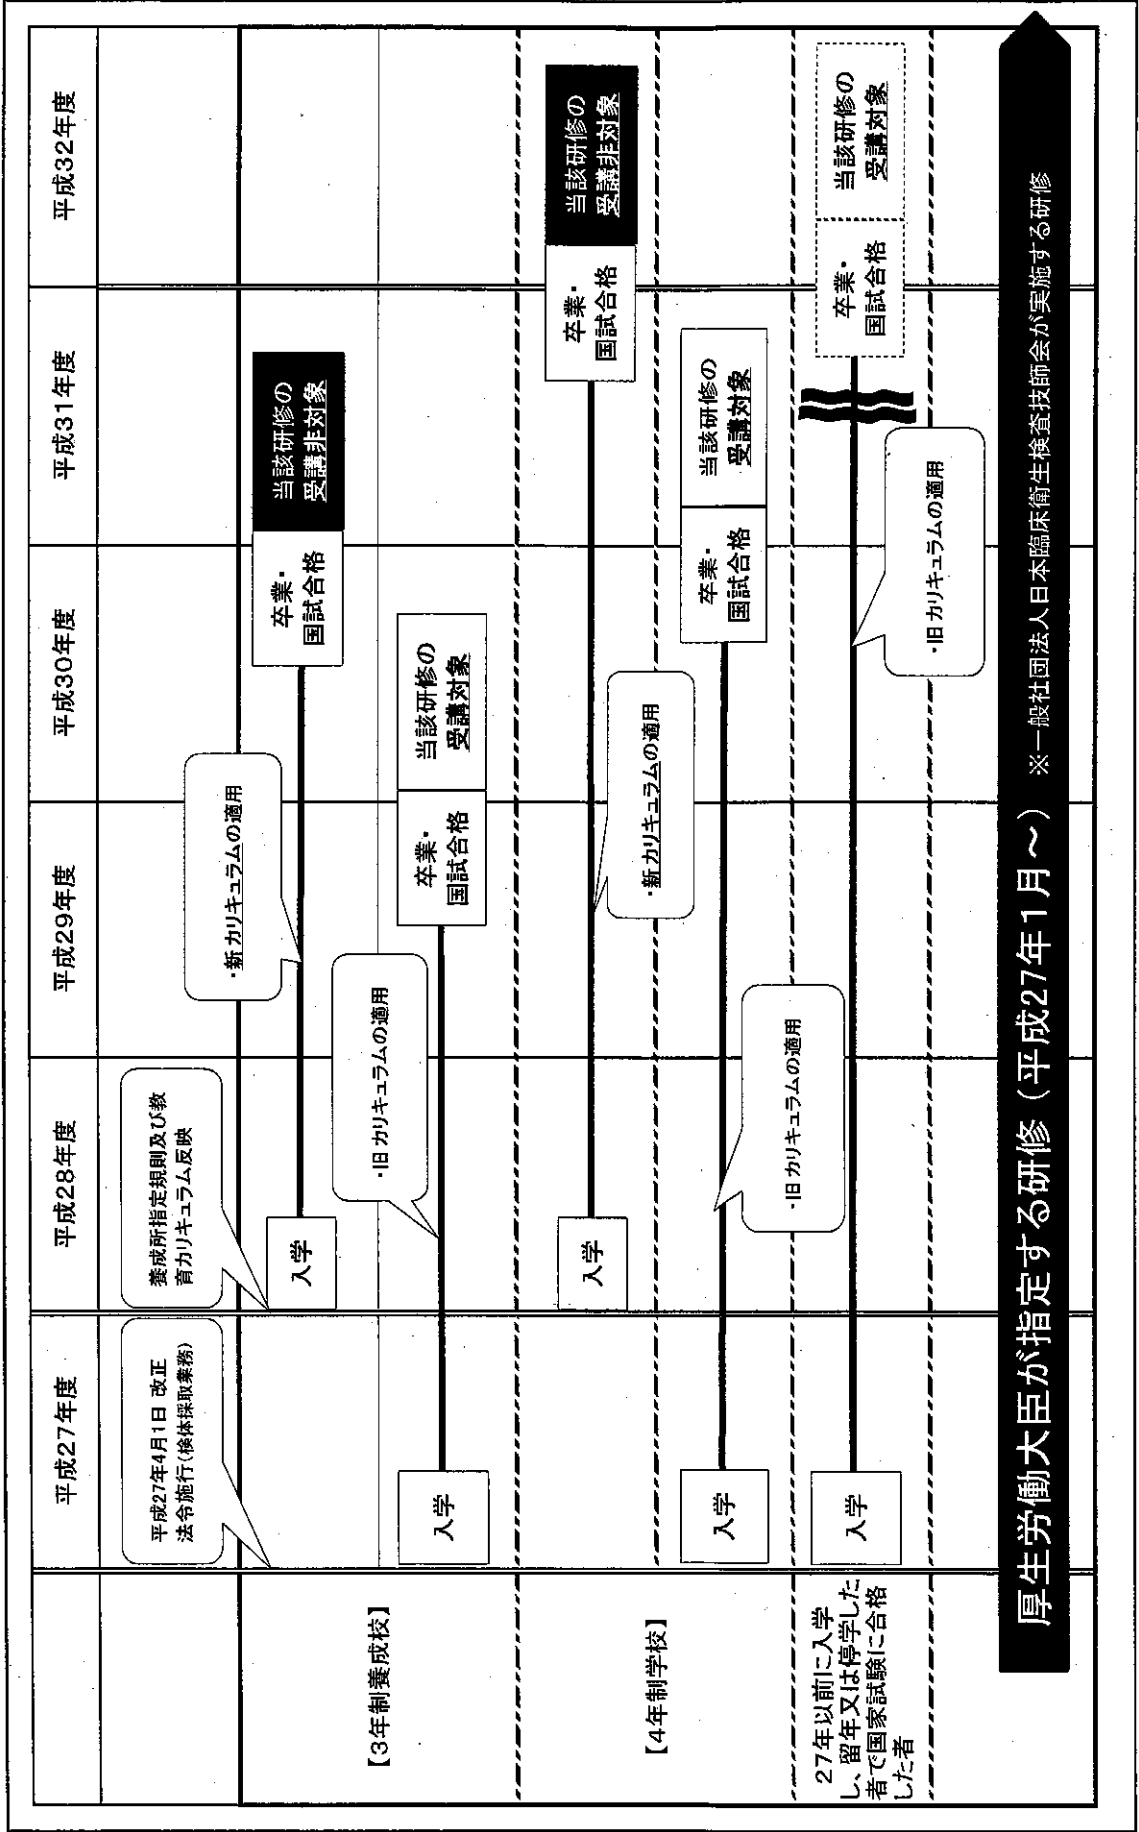 平成27年度
平成28年度
平成29年度
平成30年度
平成31年度
平成32年度
平成27年4月1日 改正
法令施行(検体採取業務)
養成所指定規則及び教
育カリキュラム反映
【3年制養成校】
入学
・新カリキュラムの適用
卒業・
国試合格
当該研修の
受講非対象
入学
・旧カリキュラムの適用
卒業・
国試合格
当該研修の
受講対象
【4年制学校】
入学
・新カリキュラムの適用
卒業・
国試合格
当該研修の
受講非対象
入学
・旧カリキュラムの適用
卒業・
国試合格
当該研修の
受講対象
27年以前に入学
し、留年又は停学した
者で国家試験に合格
した者
入学
・旧カリキュラムの適用
卒業・
国試合格
当該研修の
受講対象
厚生労働大臣が指定する研修(平成27年1月~) ※一般社団法人日本臨床衛生検査技師会が実施する研修